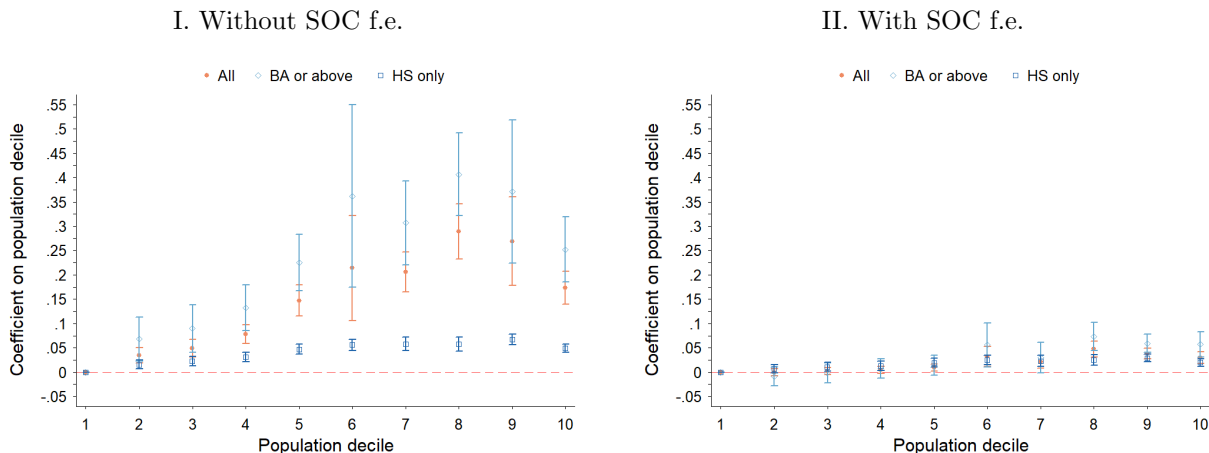 I. Without SOC f.e.
All BA or above HS only
Coefficient on population decile
.55
.5
.45
.4
.35
.3
.25
.2
.15
.1
.05
0
-.05
1 2 3 4 5 6 7 8 9 10
Population decile
II. With SOC f.e.
All BA or above HS only
Coefficient on population decile
.55
.5
.45
.4
.35
.3
.25
.2
.15
.1
.05
0
-.05
1 2 3 4 5 6 7 8 9 10
Population decile